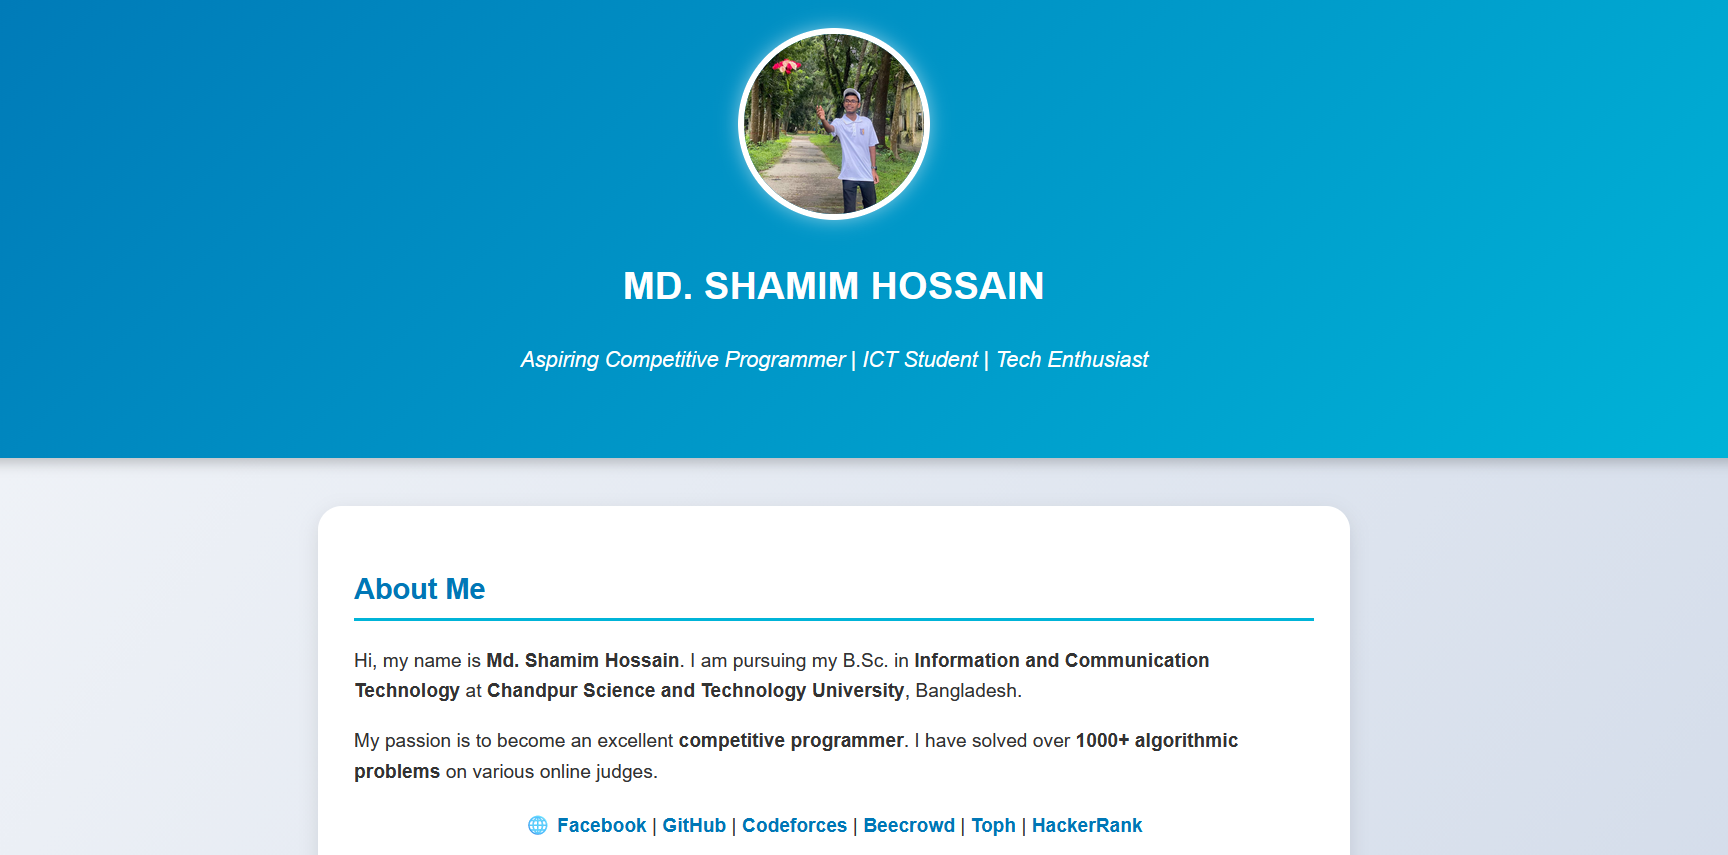 MD. SHAMIM HOSSAIN
Aspiring Competitive Programmer | ICT Student | Tech Enthusiast
About Me
Hi, my name is Md. Shamim Hossain. I am pursuing my B.Sc. in Information and Communication
Technology at Chandpur Science and Technology University, Bangladesh.
My passion is to become an excellent competitive programmer. I have solved over 1000+ algorithmic
problems on various online judges.
Facebook | GitHub | Codeforces | Beecrowd | Toph | HackerRank